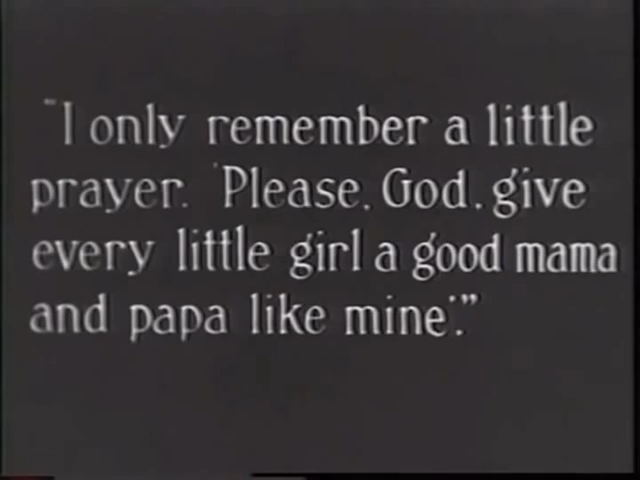 "I only remember a little
prayer. 'Please, God, give
every little girl a good mama
and papa like mine'."